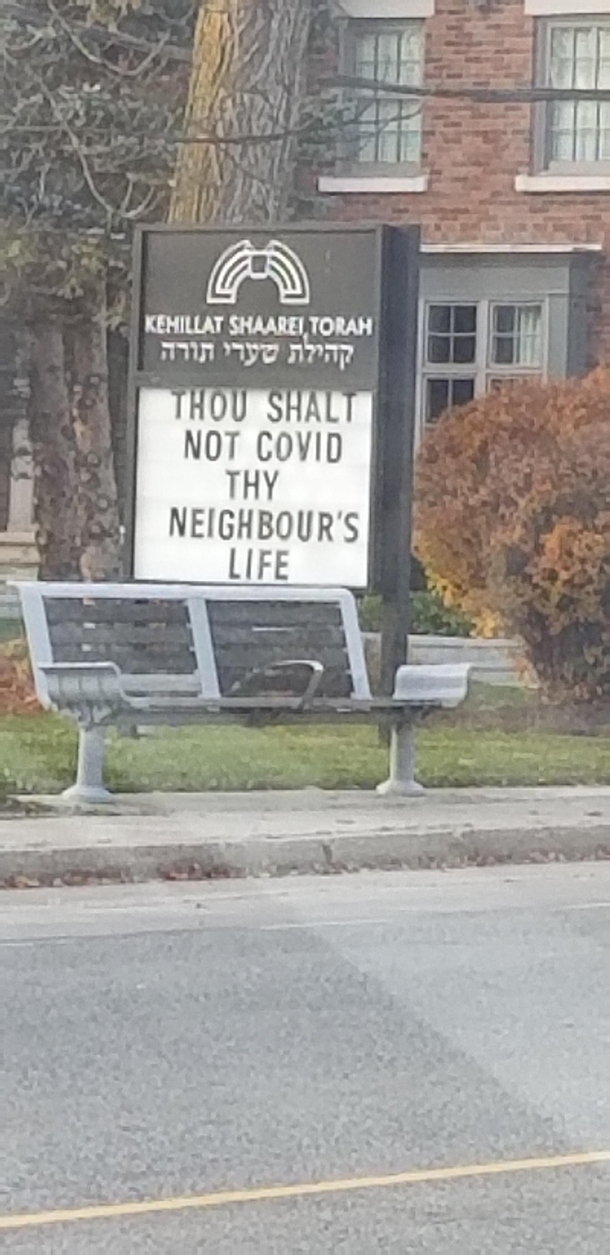 KEHILLAT SHAAREI TORAH
קהילת שערי תורה
THOU SHALT
NOT COVID
THY
NEIGHBOUR'S
LIFE